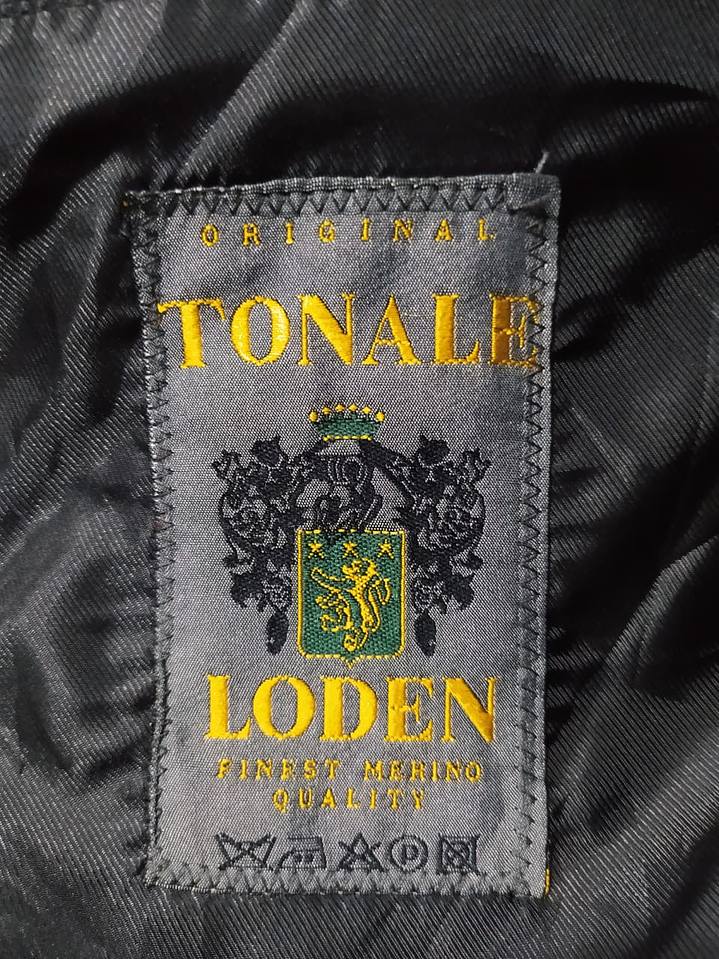 ORIGINAL
TONALE
LODEN
FINEST MERINO
QUALITY
P